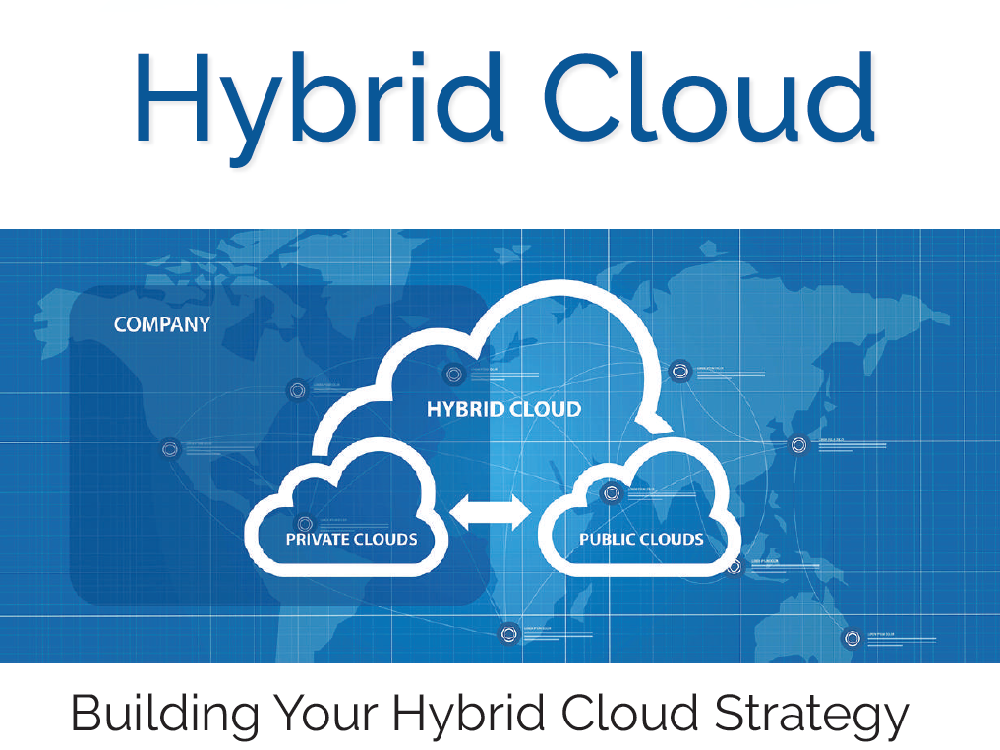 Hybrid Cloud
COMPANY
HYBRID CLOUD
PRIVATE CLOUDS
PUBLIC CLOUDS
Building Your Hybrid Cloud Strategy